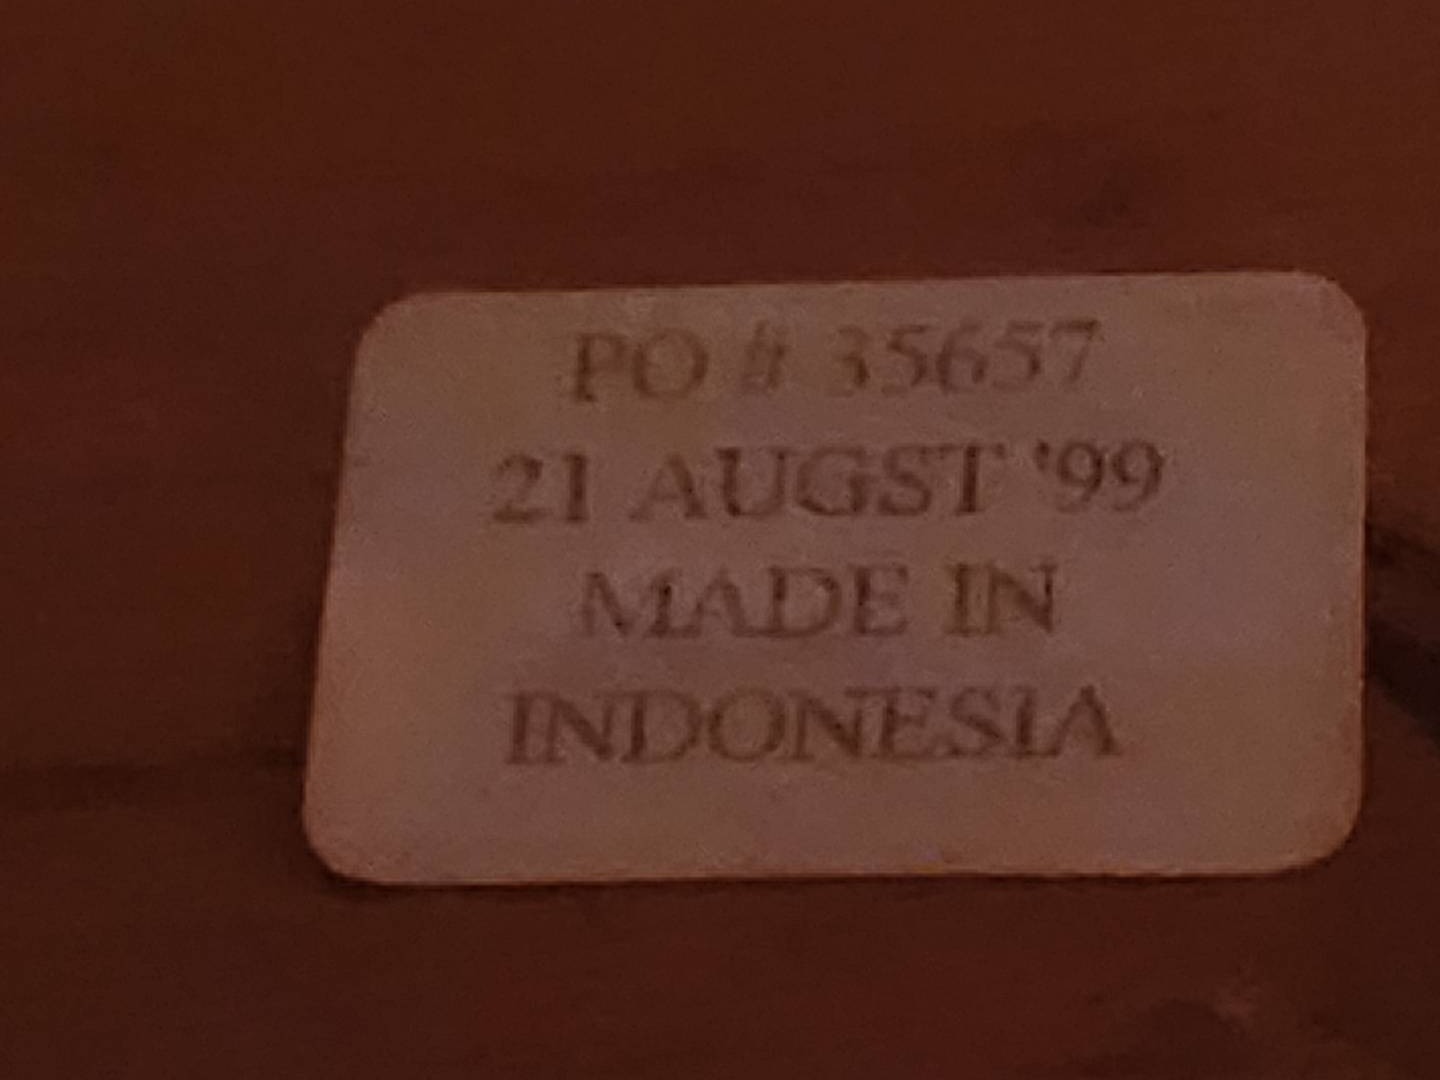 PO # 35657
21 AUGST '99
MADE IN
INDONESIA